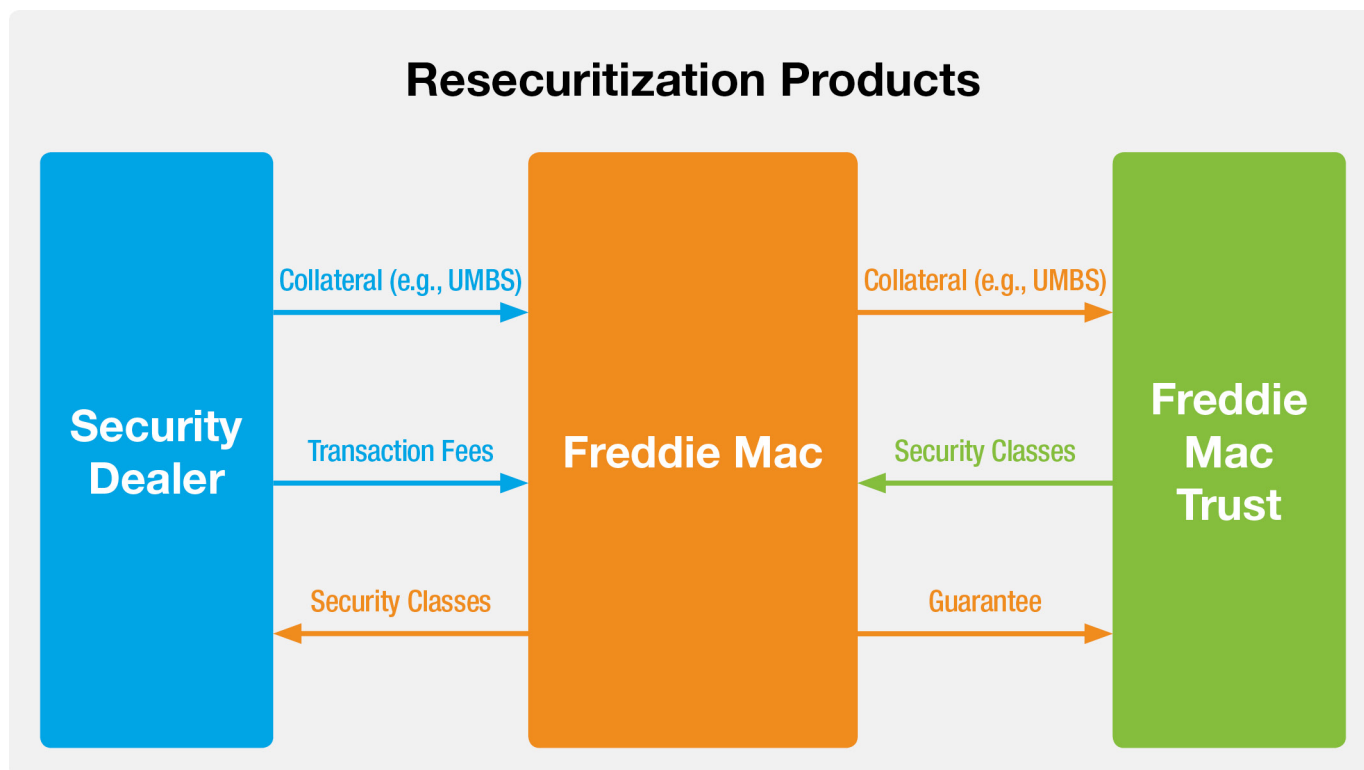 Resecuritization Products
Collateral (e.g., UMBS)
Collateral (e.g., UMBS)
Security
Dealer
Transaction Fees
Freddie Mac
Security Classes
Freddie
Mac
Trust
Security Classes
Guarantee